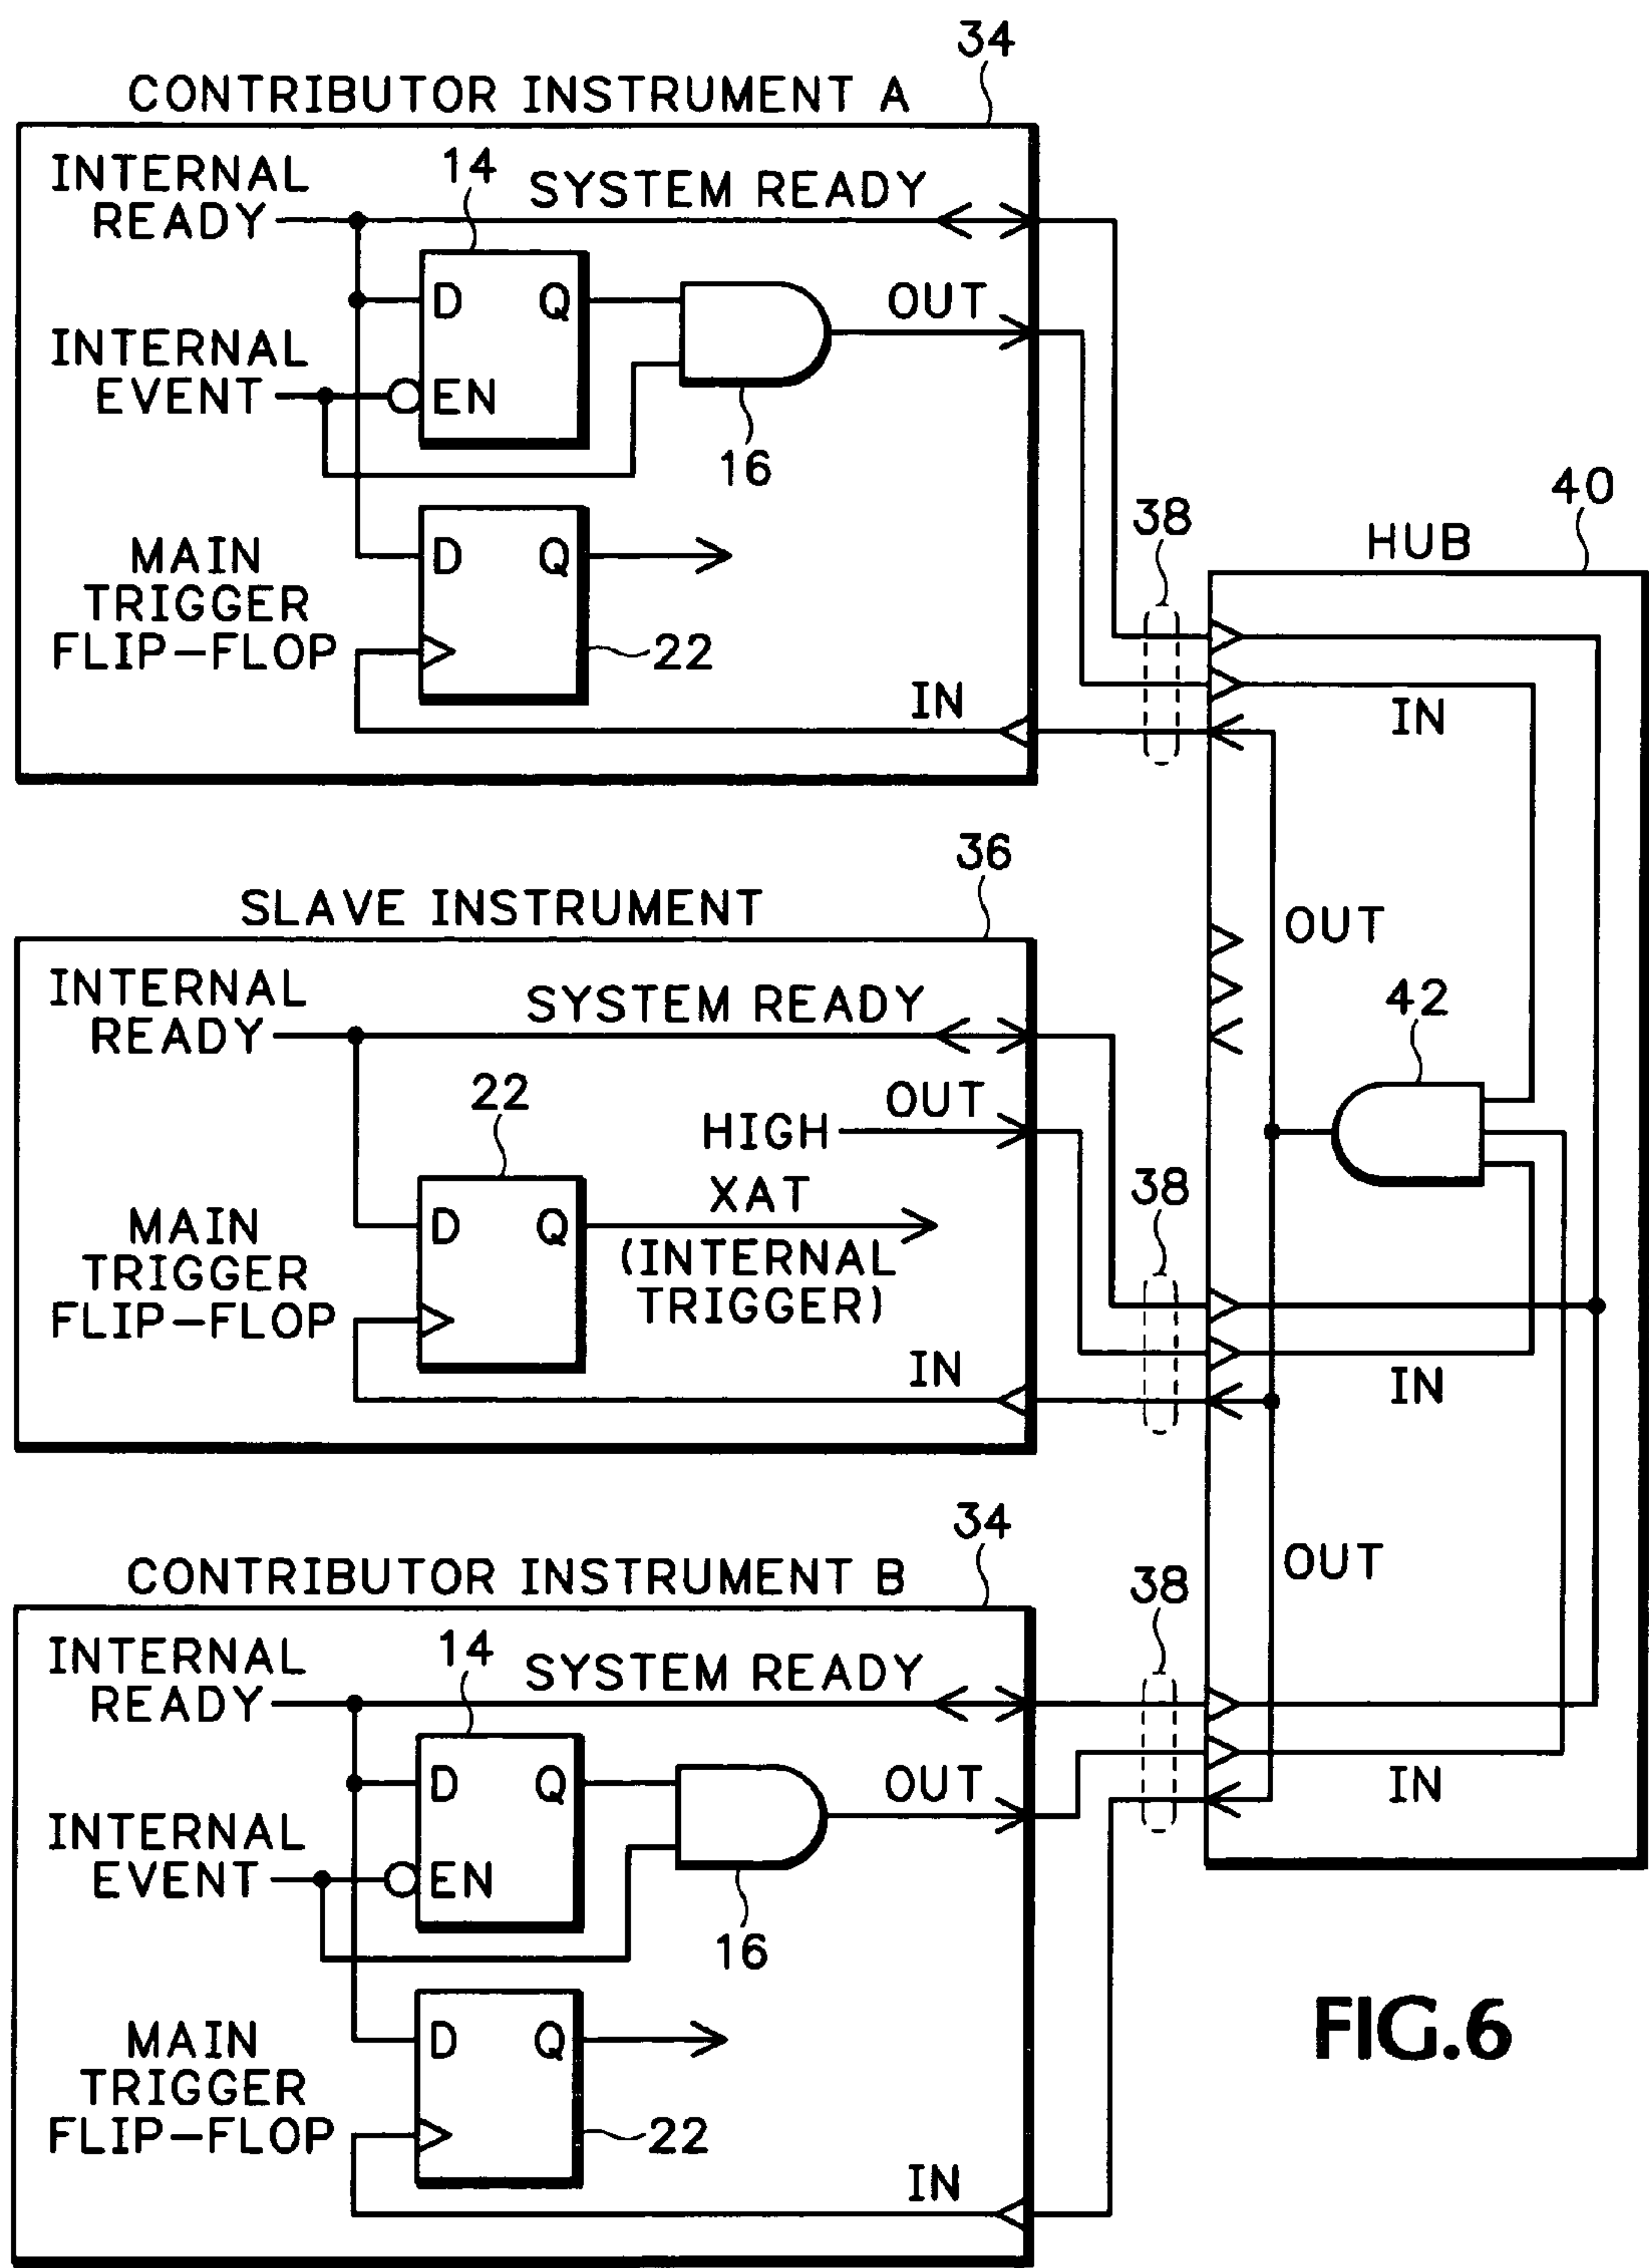 34
CONTRIBUTOR INSTRUMENT A
INTERNAL
READY
14
SYSTEM READY
D
Q
OUT
INTERNAL
EVENT
EN
16
MAIN
TRIGGER
FLIP-FLOP
D
Q
22
IN
38
HUB
40
IN
36
SLAVE INSTRUMENT
OUT
INTERNAL
READY
SYSTEM READY
42
22
OUT
HIGH
XAT
(INTERNAL
TRIGGER)
MAIN
TRIGGER
FLIP-FLOP
D
Q
38
IN
IN
34
CONTRIBUTOR INSTRUMENT B
OUT
38
INTERNAL
READY
14
SYSTEM READY
D
Q
OUT
IN
INTERNAL
EVENT
EN
16
MAIN
TRIGGER
FLIP-FLOP
D
Q
22
IN
FIG.6